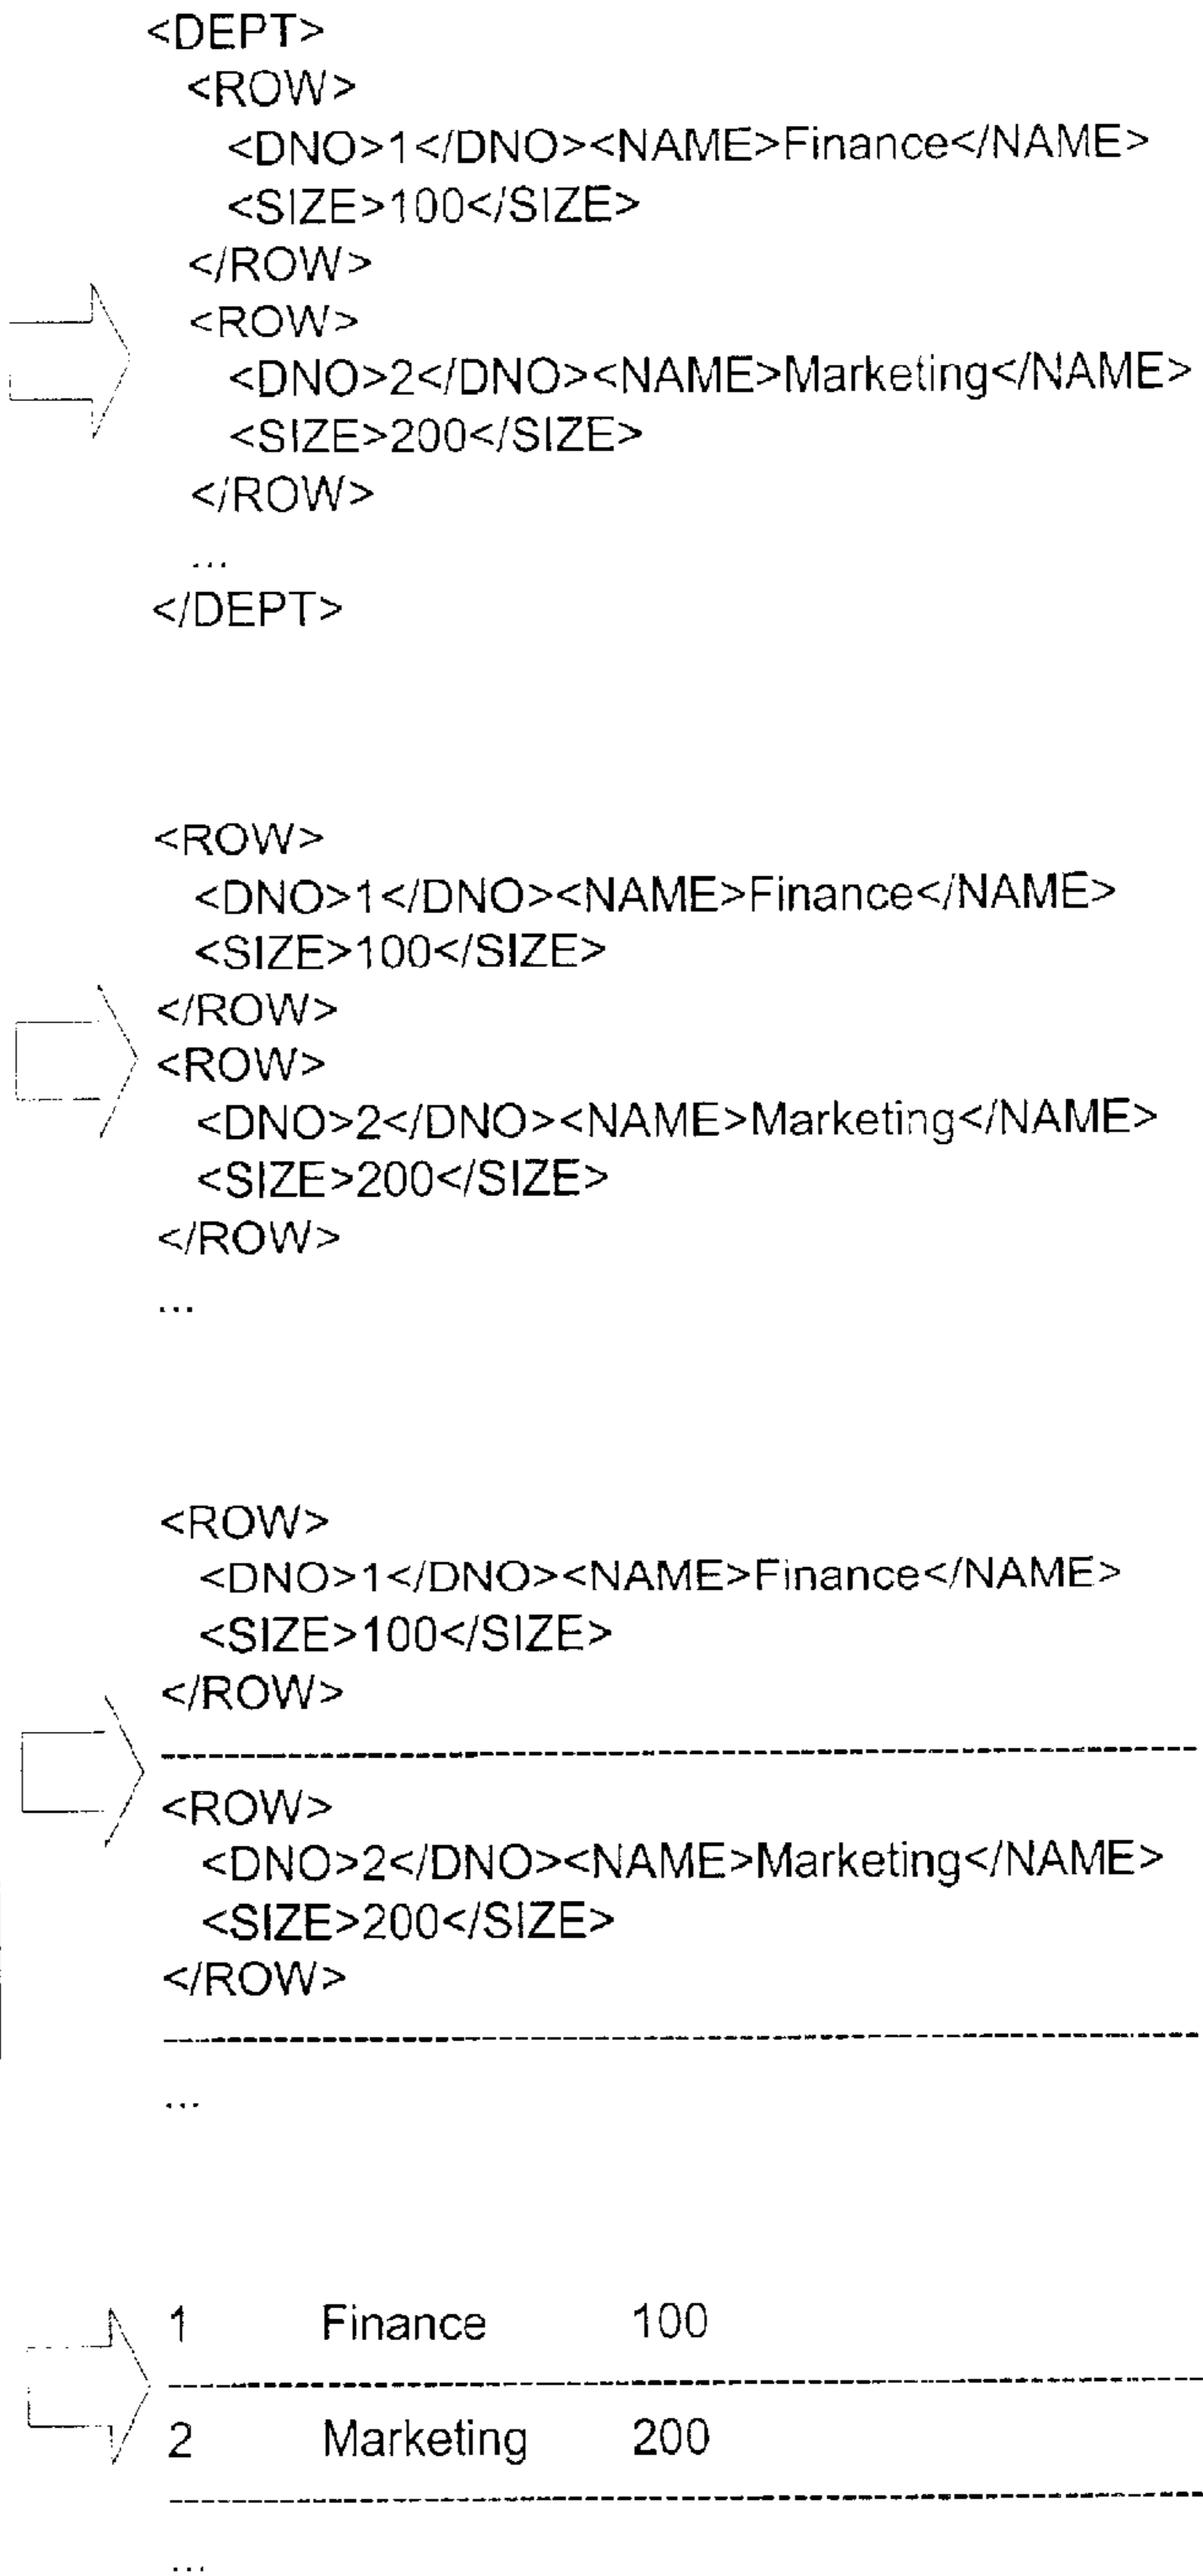 <DEPT>
<ROW>
<DNO>1</DNO><NAME>Finance</NAME>
<SIZE>100</SIZE>
</ROW>
<ROW>
<DNO>2</DNO><NAME>Marketing</NAME>
<SIZE>200</SIZE>
</ROW>
...
</DEPT>
<ROW>
<DNO>1</DNO><NAME>Finance</NAME>
<SIZE>100</SIZE>
</ROW>
<ROW>
<DNO>2</DNO><NAME>Marketing</NAME>
<SIZE>200</SIZE>
</ROW>
...
<ROW>
<DNO>1</DNO><NAME>Finance</NAME>
<SIZE>100</SIZE>
</ROW>
<ROW>
<DNO>2</DNO><NAME>Marketing</NAME>
<SIZE>200</SIZE>
</ROW>
...
1 Finance 100
2 Marketing 200
...